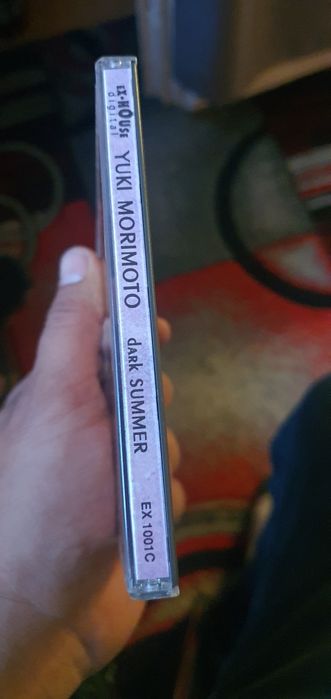 EX•HOUSE
digital
YUKI MORIMOTO
dARk SUMMER
EX 1001C